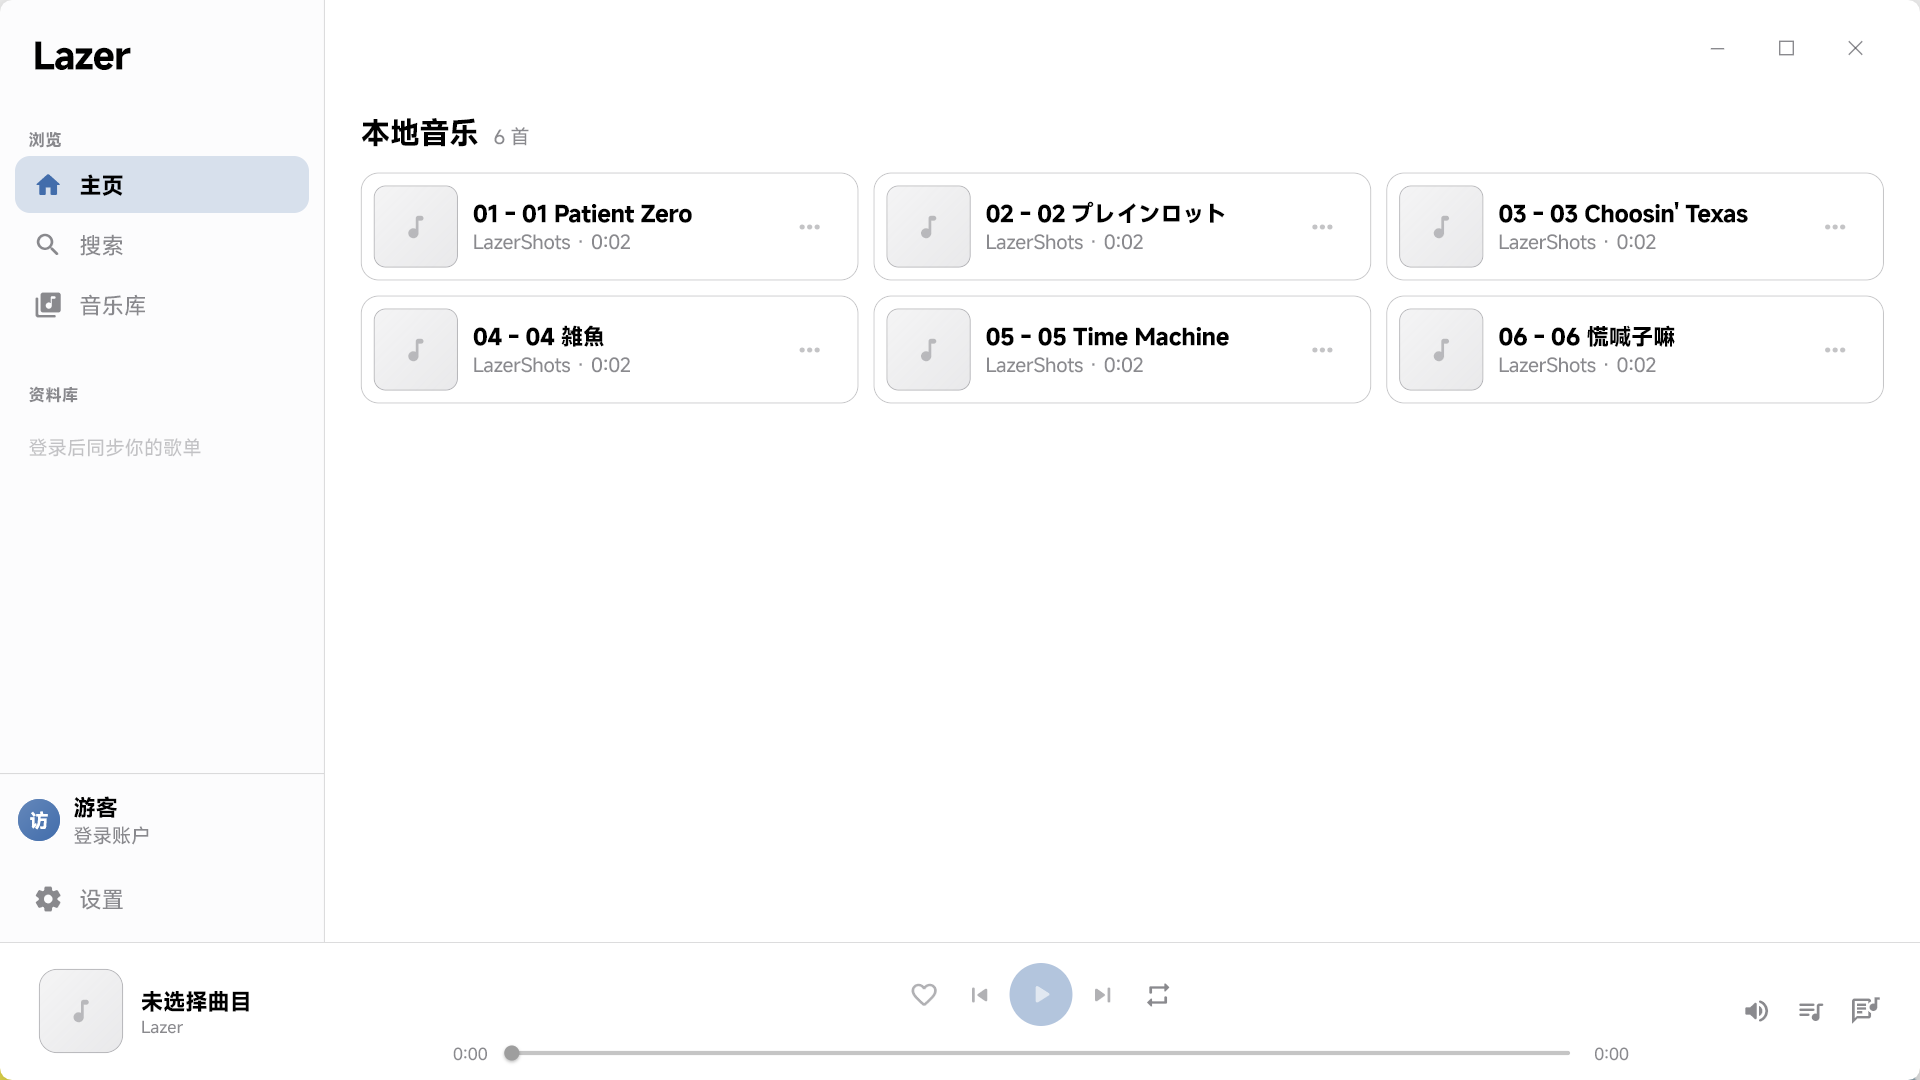 Lazer
浏览
主页
搜索
音乐库
资料库
登录后同步你的歌单
访
游客
登录账户
设置
本地音乐 6 首
01 - 01 Patient Zero
LazerShots · 0:02
02 - 02 プレインロット
LazerShots · 0:02
03 - 03 Choosin' Texas
LazerShots · 0:02
04 - 04 雑魚
LazerShots · 0:02
05 - 05 Time Machine
LazerShots · 0:02
06 - 06 慌喊子嘛
LazerShots · 0:02
未选择曲目
Lazer
0:00
0:00